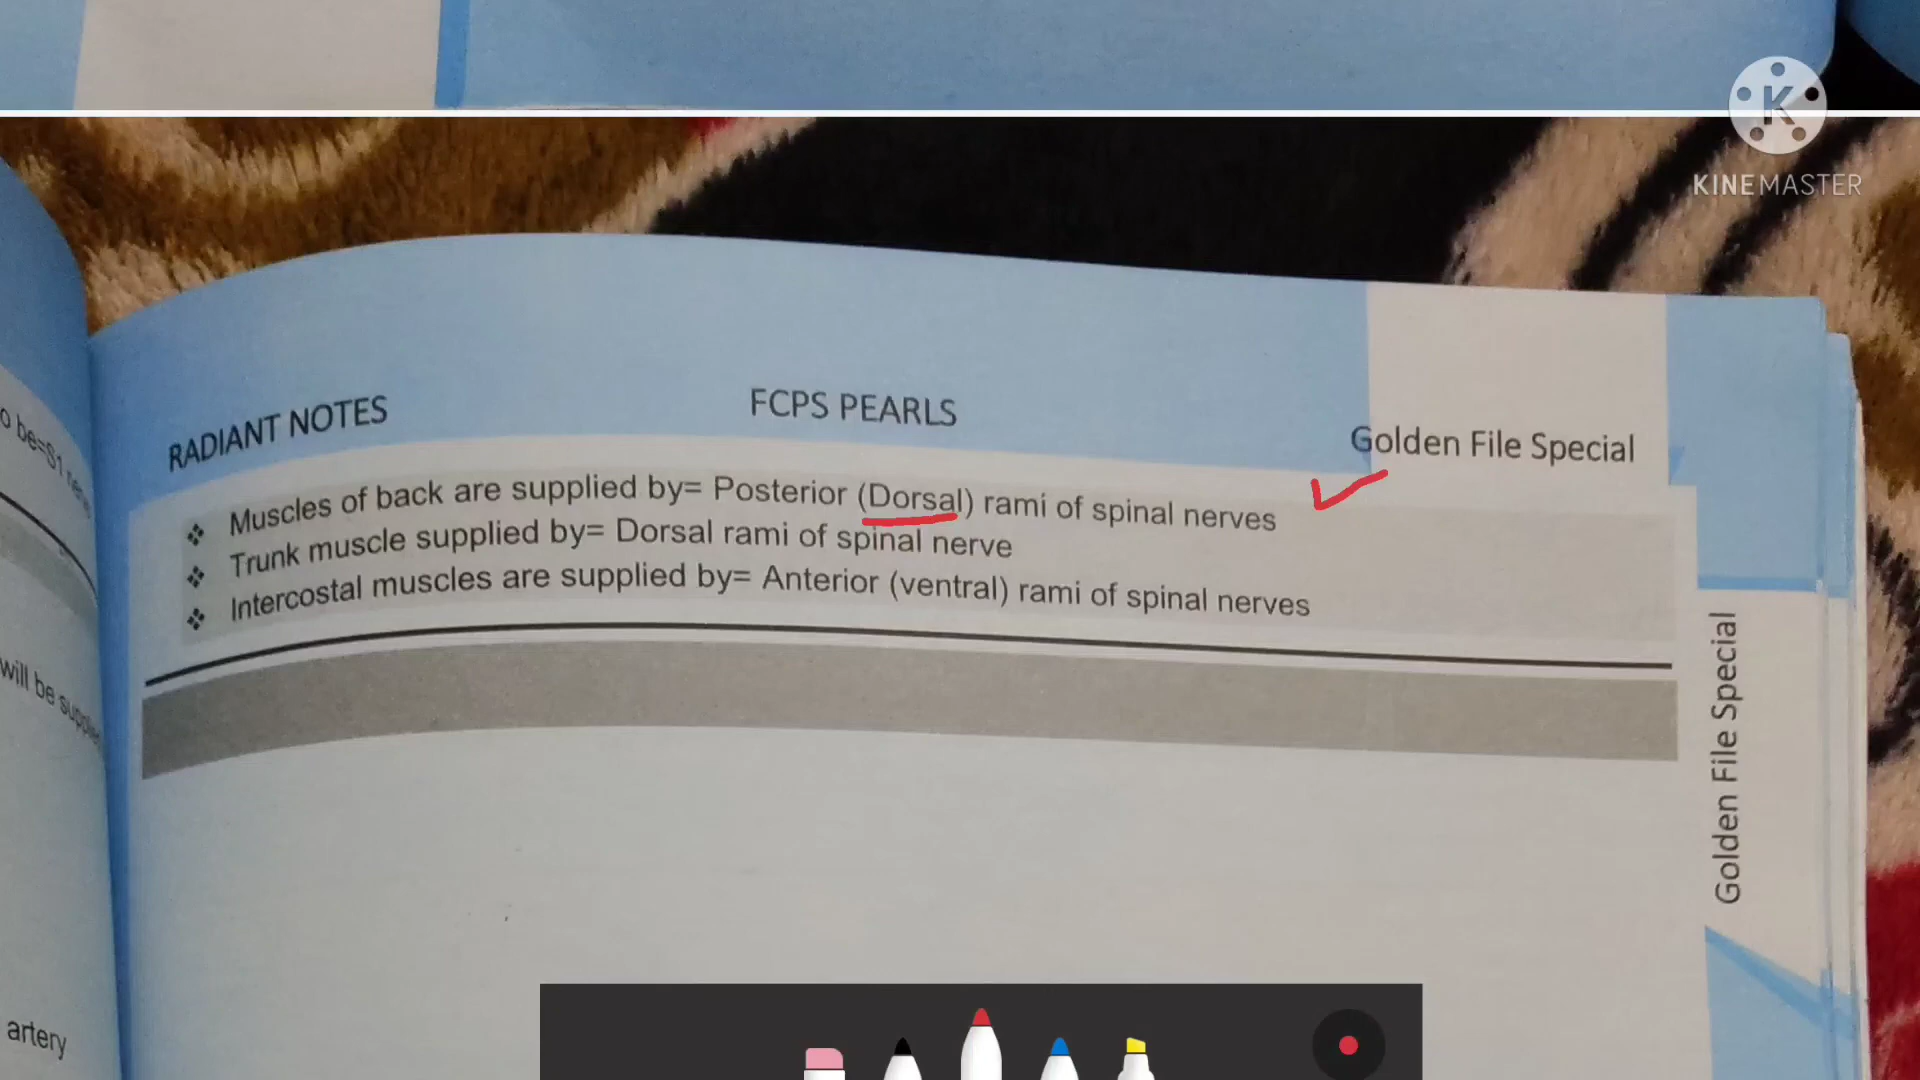 KINEMASTER
RADIANT NOTES
FCPS PEARLS
Golden File Special
❖ Muscles of back are supplied by= Posterior (Dorsal) rami of spinal nerves
❖ Trunk muscle supplied by= Dorsal rami of spinal nerve
❖ Intercostal muscles are supplied by= Anterior (ventral) rami of spinal nerves
Golden File Special
o be=S1
will be
artery